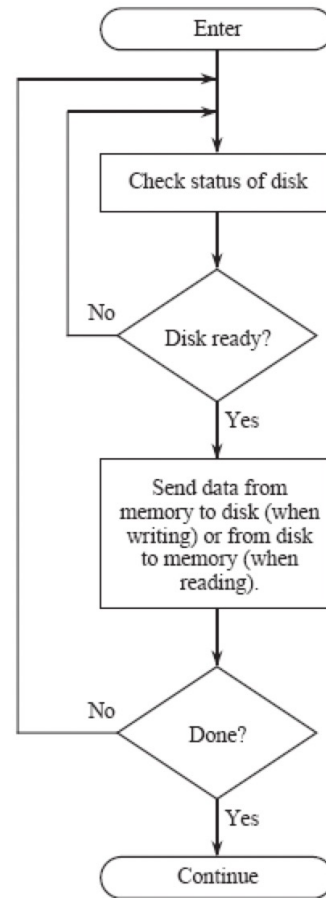 Enter
Check status of disk
No
Disk ready?
Yes
Send data from
memory to disk (when
writing) or from disk
to memory (when
reading).
No
Done?
Yes
Continue